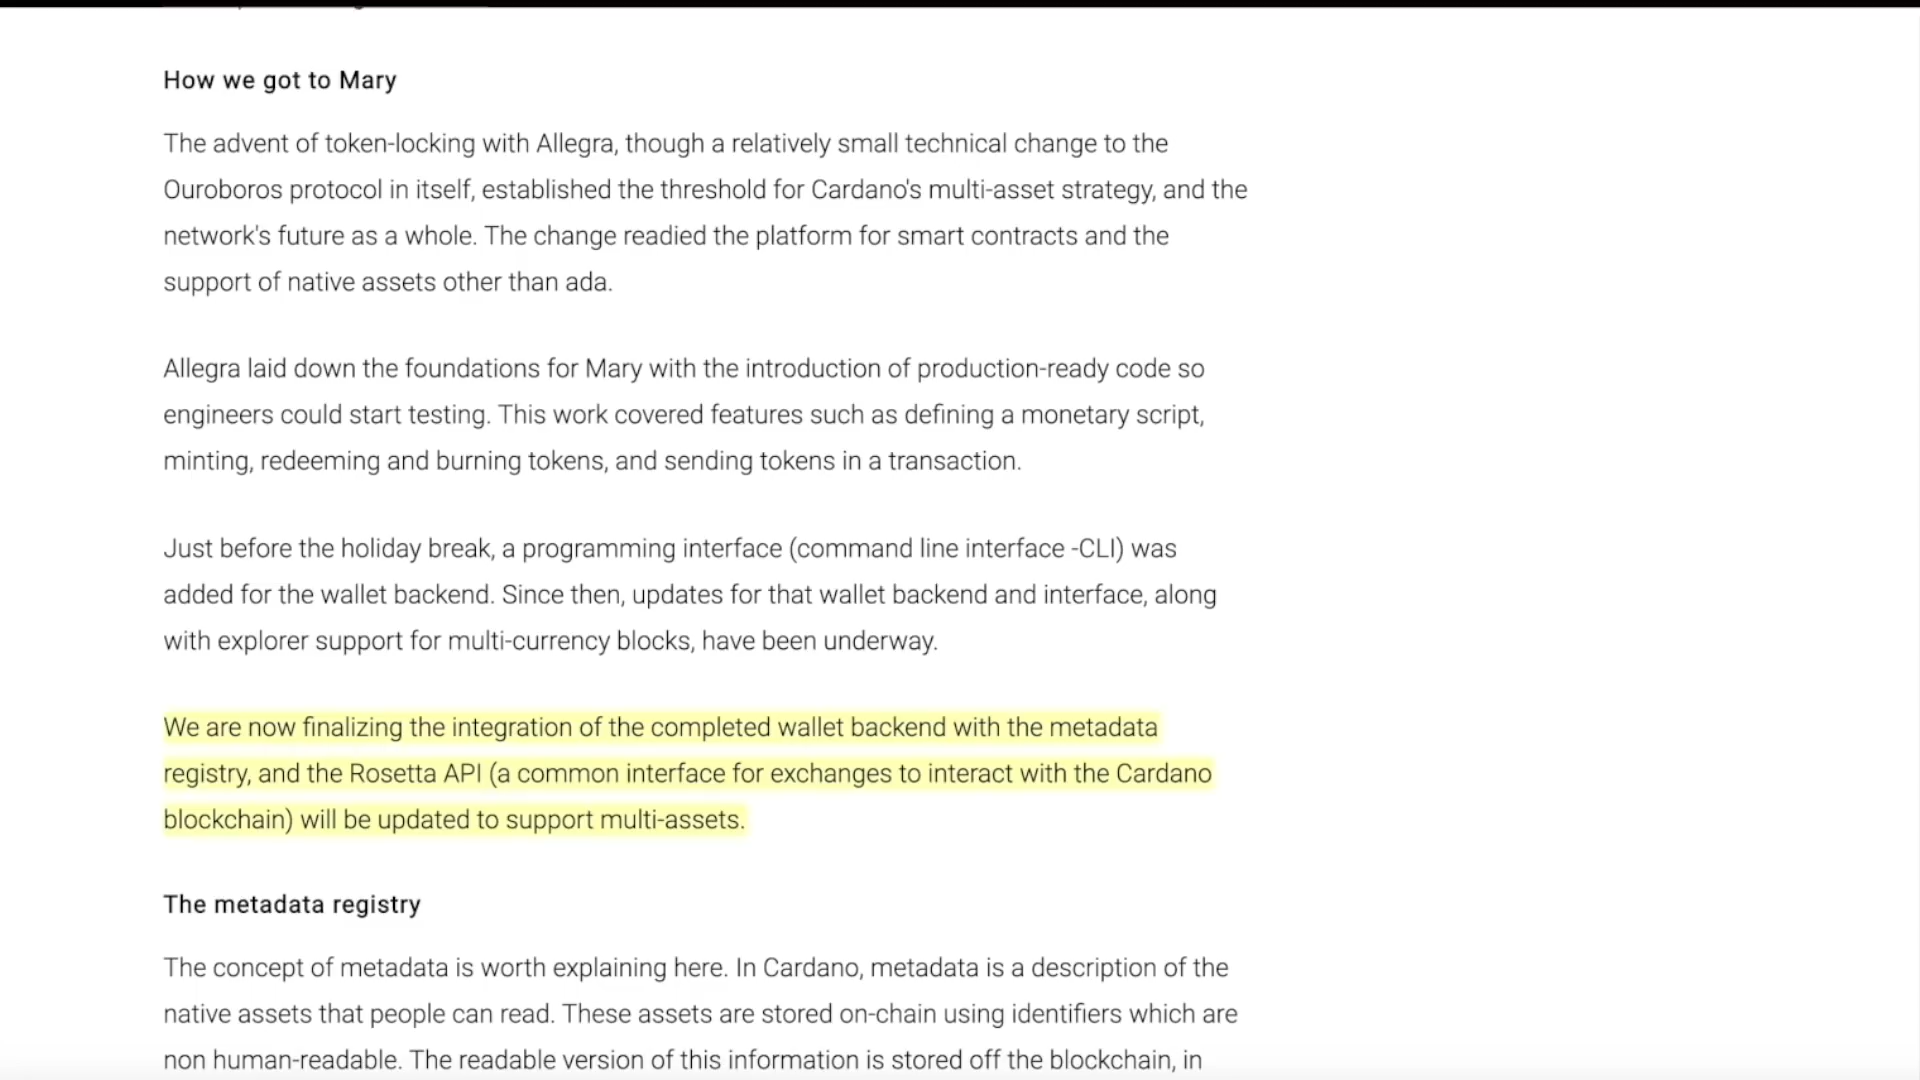 How we got to Mary
The advent of token-locking with Allegra, though a relatively small technical change to the
Ouroboros protocol in itself, established the threshold for Cardano's multi-asset strategy, and the
network's future as a whole. The change readied the platform for smart contracts and the
support of native assets other than ada.
Allegra laid down the foundations for Mary with the introduction of production-ready code so
engineers could start testing. This work covered features such as defining a monetary script,
minting, redeeming and burning tokens, and sending tokens in a transaction.
Just before the holiday break, a programming interface (command line interface -CLI) was
added for the wallet backend. Since then, updates for that wallet backend and interface, along
with explorer support for multi-currency blocks, have been underway.
We are now finalizing the integration of the completed wallet backend with the metadata
registry, and the Rosetta API (a common interface for exchanges to interact with the Cardano
blockchain) will be updated to support multi-assets.
The metadata registry
The concept of metadata is worth explaining here. In Cardano, metadata is a description of the
native assets that people can read. These assets are stored on-chain using identifiers which are
non human-readable. The readable version of this information is stored off the blockchain, in